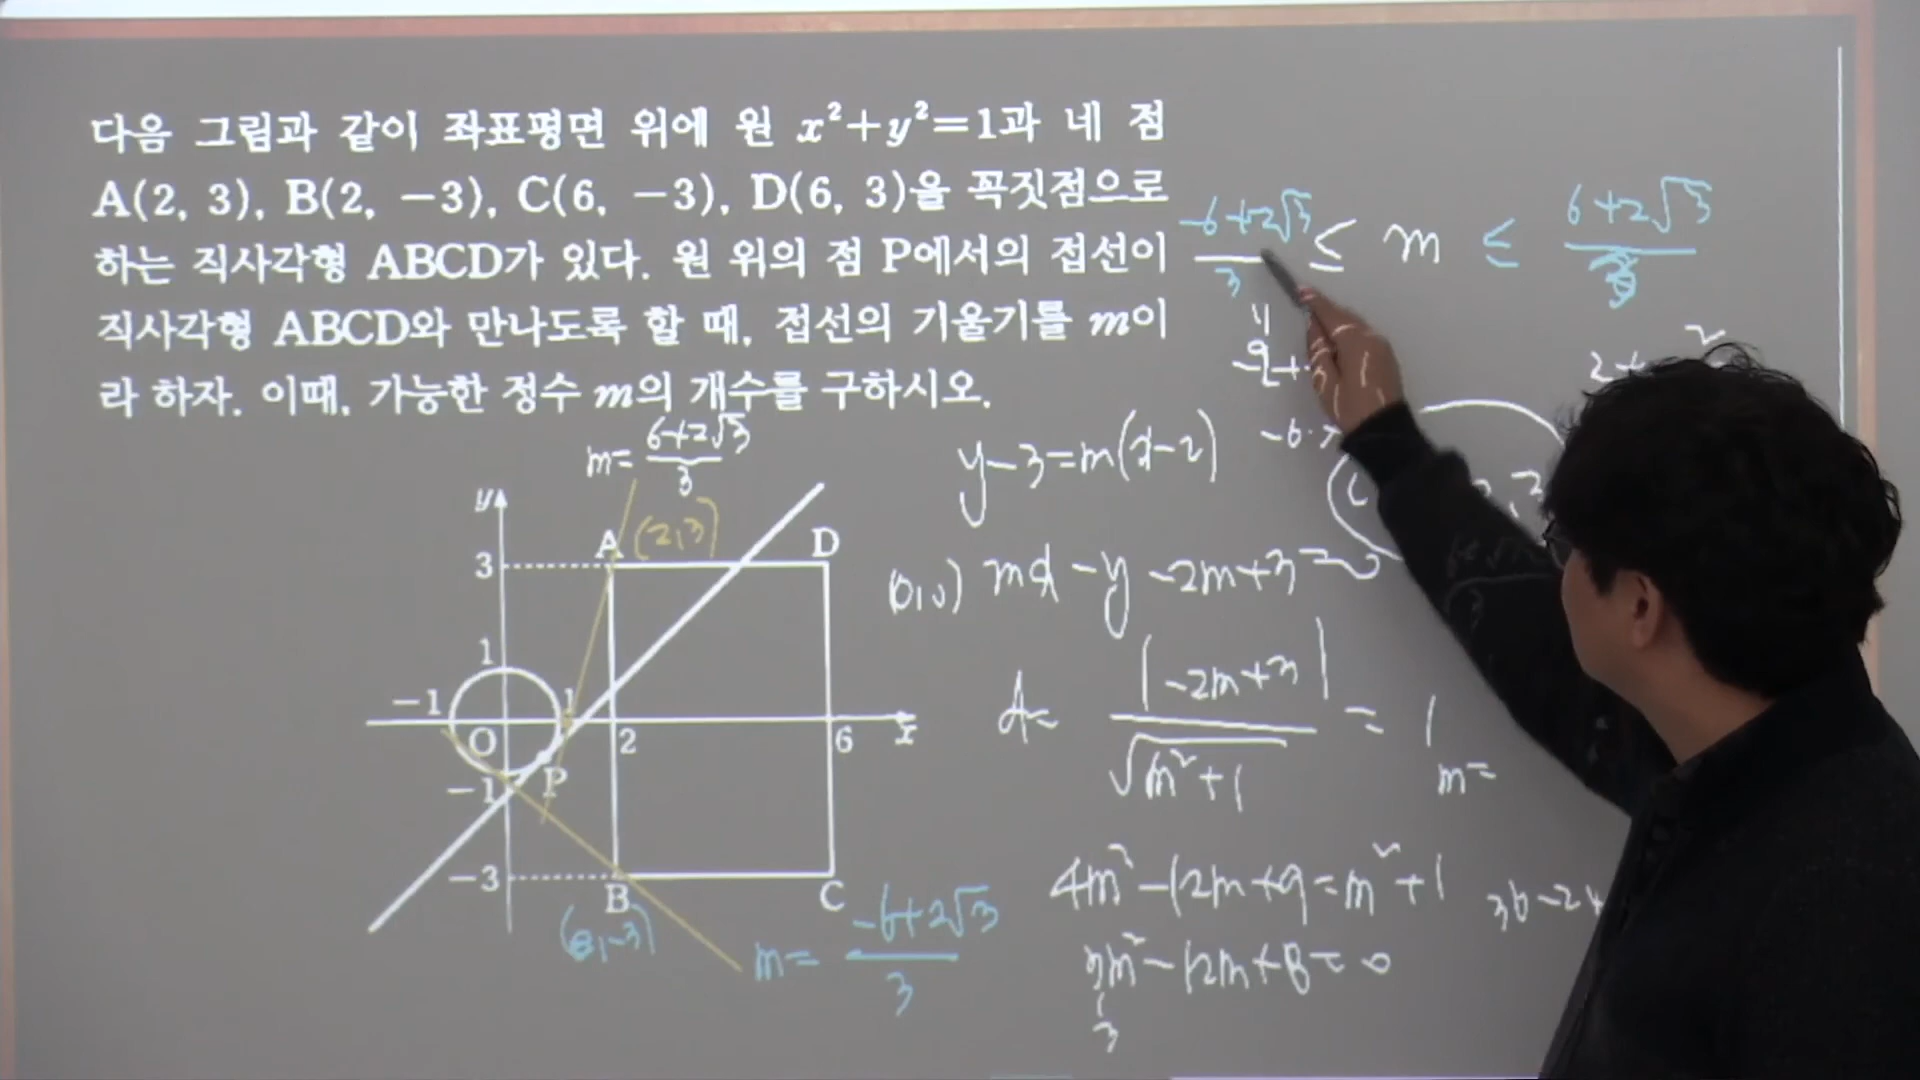 다음 그림과 같이 좌표평면 위에 원 x²+y²=1과 네 점
A(2, 3), B(2, −3), C(6, −3), D(6, 3)을 꼭짓점으로
하는 직사각형 ABCD가 있다. 원 위의 점 P에서의 접선이
직사각형 ABCD와 만나도록 할 때, 접선의 기울기를 m이
라 하자. 이때, 가능한 정수 m의 개수를 구하시오.
(-6+2√3)/3 ≤ m ≤ (6+2√3)/3
m= (6+2√3)/3
y-3=m(x-2)
y
A (2,3) D
3
(0,0) mx-y-2m+3=0
1
-1 O 1 2 6 x
-1 P
d= |-2m+3|/√(m²+1) = 1
m=
-3 B C
(2,-3)
m= (-6+2√3)/3
4m²-12m+9=m²+1
36-24
3m²-12m+8=0
3